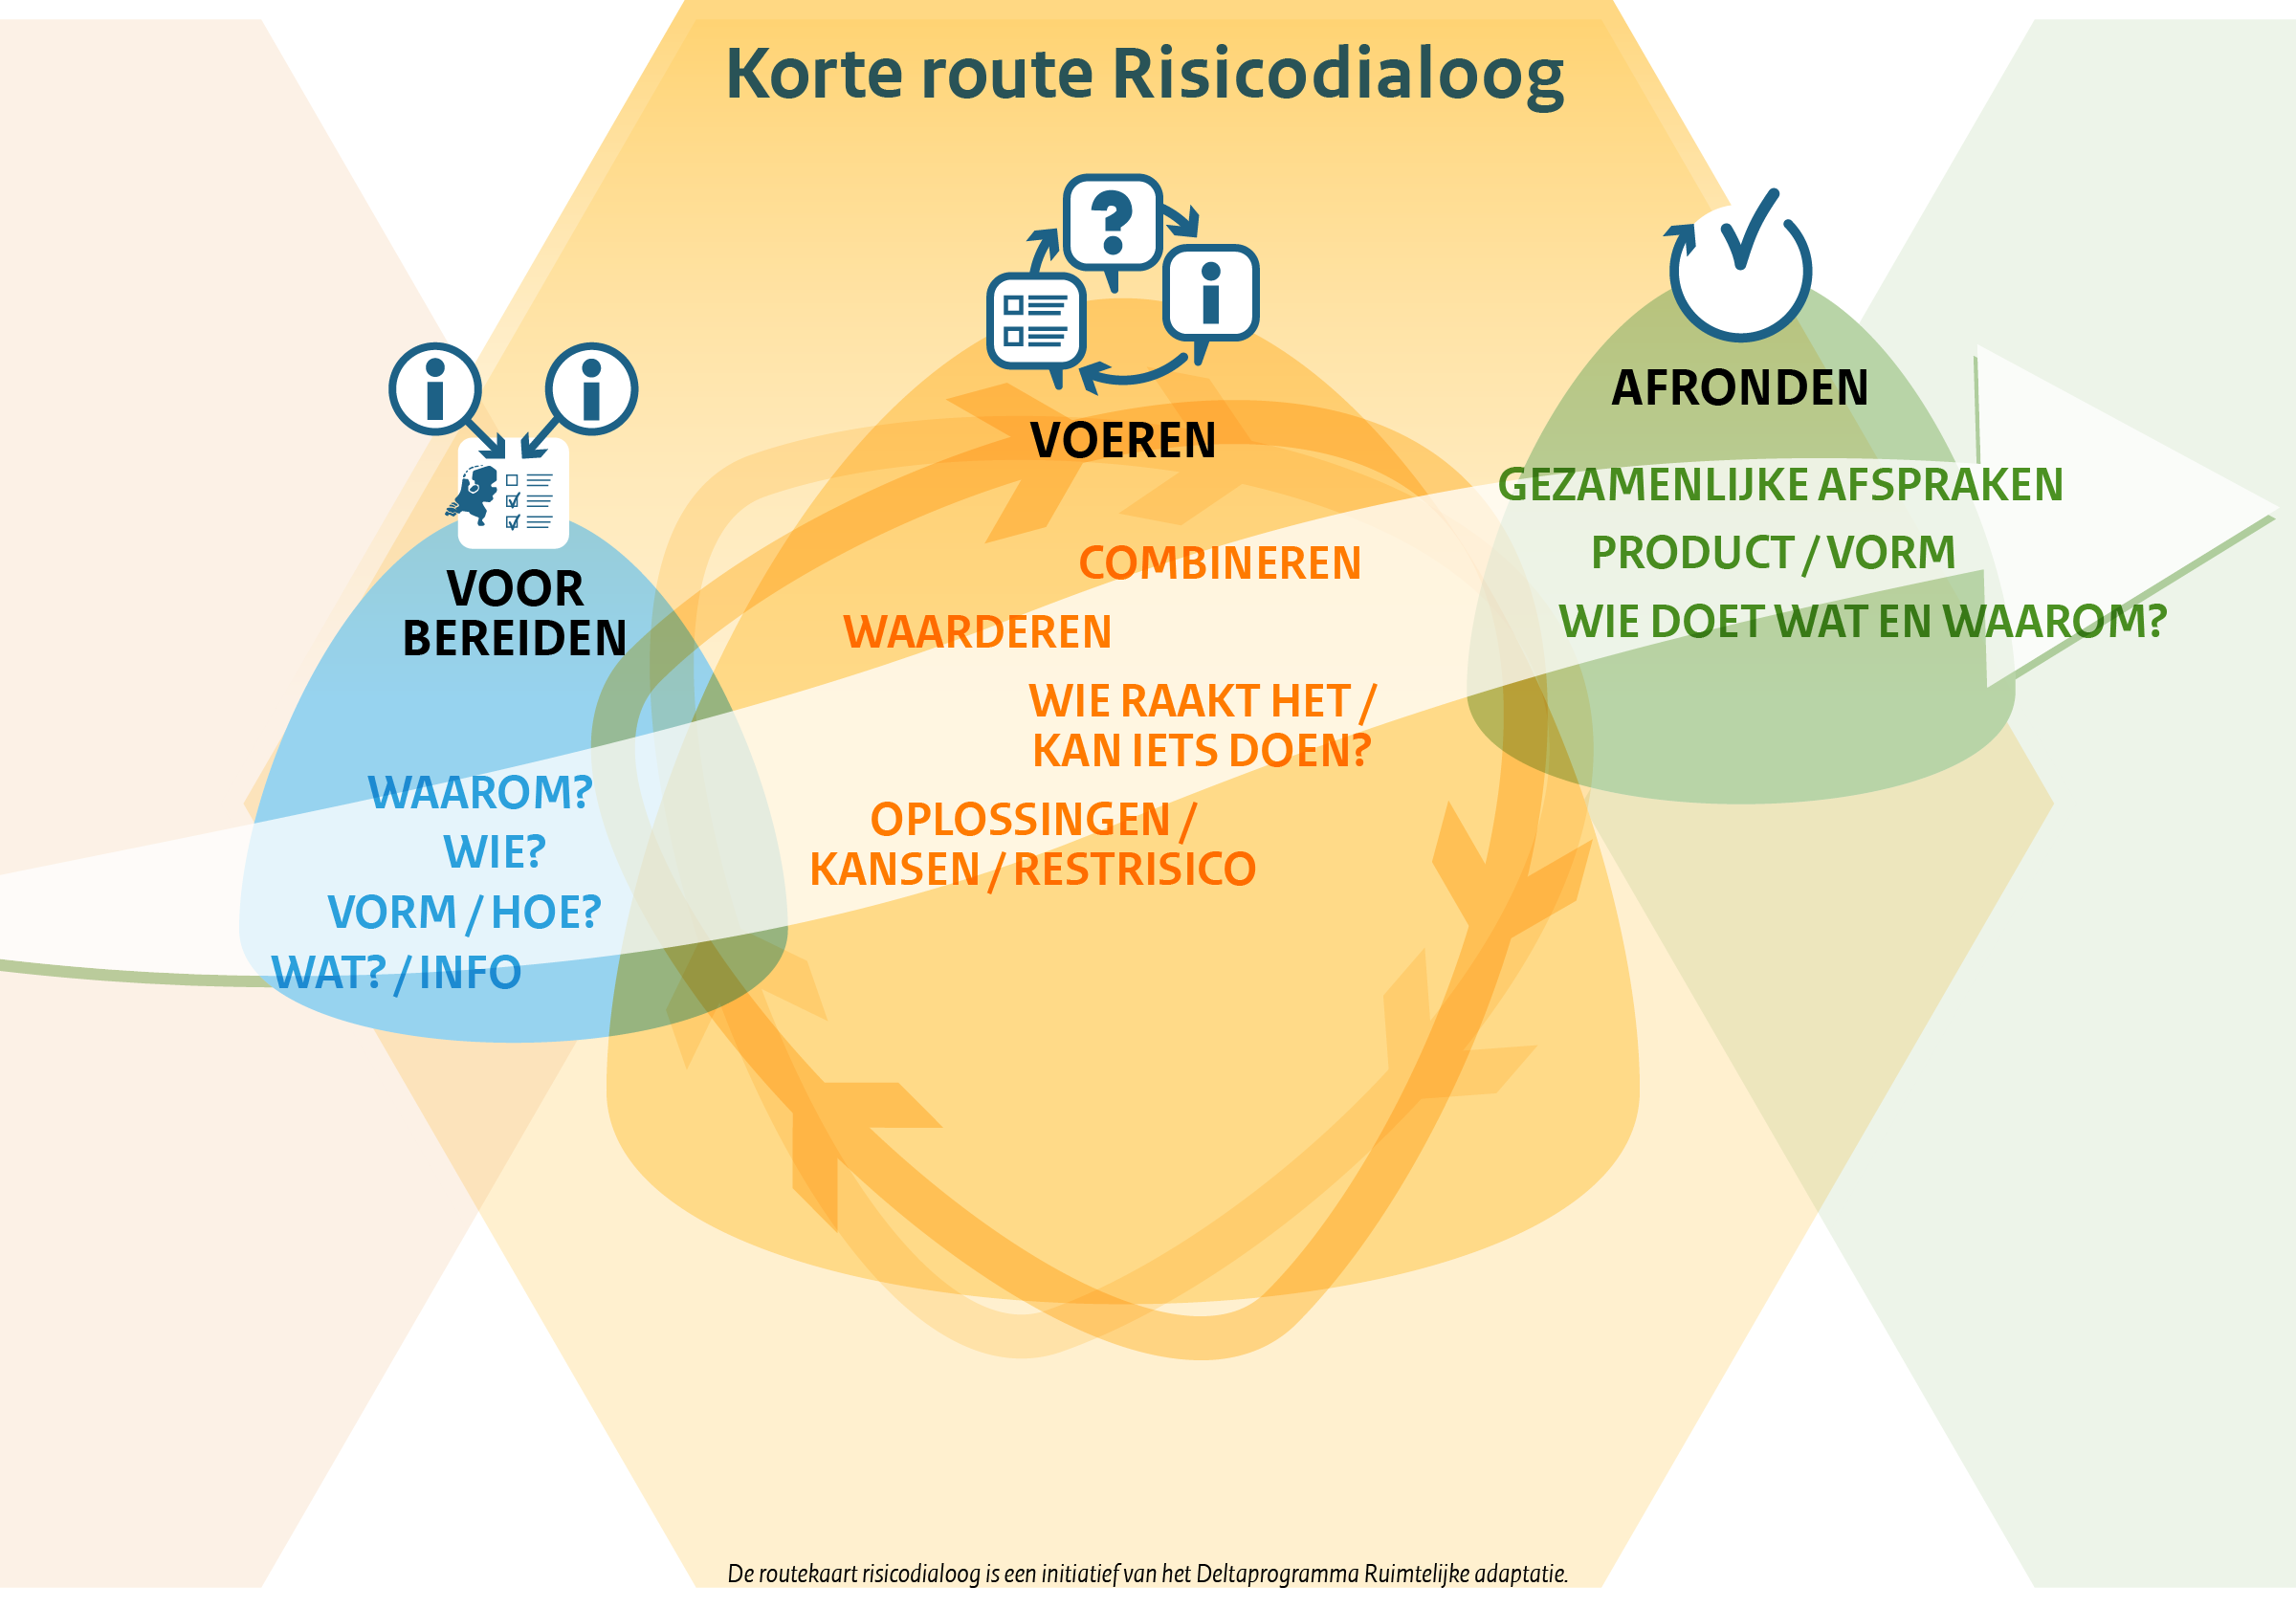 Korte route Risicodialoog
VOOR
BEREIDEN
WAAROM?
WIE?
VORM / HOE?
WAT? / INFO
VOEREN
COMBINEREN
WAARDEREN
WIE RAAKT HET /
KAN IETS DOEN?
OPLOSSINGEN /
KANSEN / RESTRISICO
AFRONDEN
GEZAMENLIJKE AFSPRAKEN
PRODUCT / VORM
WIE DOET WAT EN WAAROM?
De routekaart risicodialoog is een initiatief van het Deltaprogramma Ruimtelijke adaptatie.